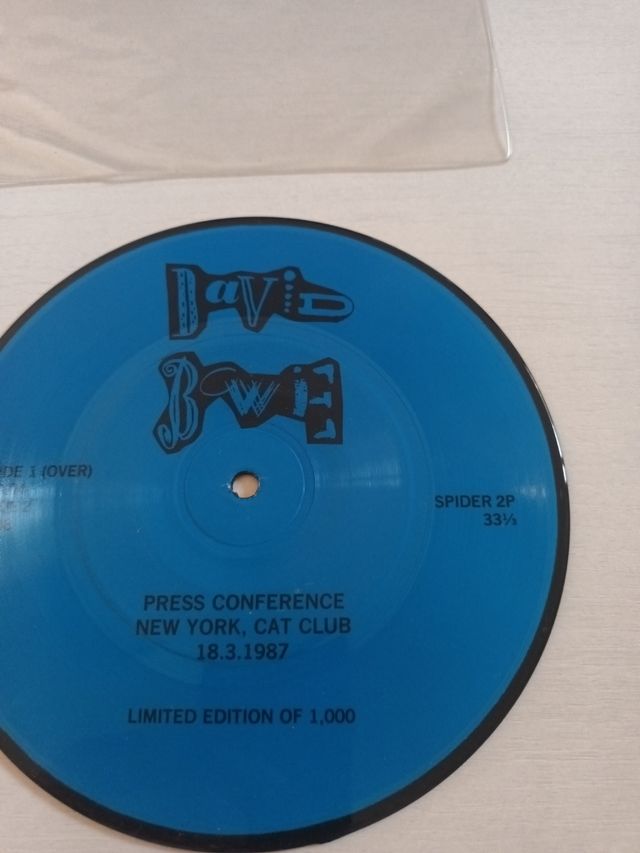 DAVID
BOWIE
DE 1 (OVER)
SPIDER 2P
33⅓
PRESS CONFERENCE
NEW YORK, CAT CLUB
18.3.1987
LIMITED EDITION OF 1,000